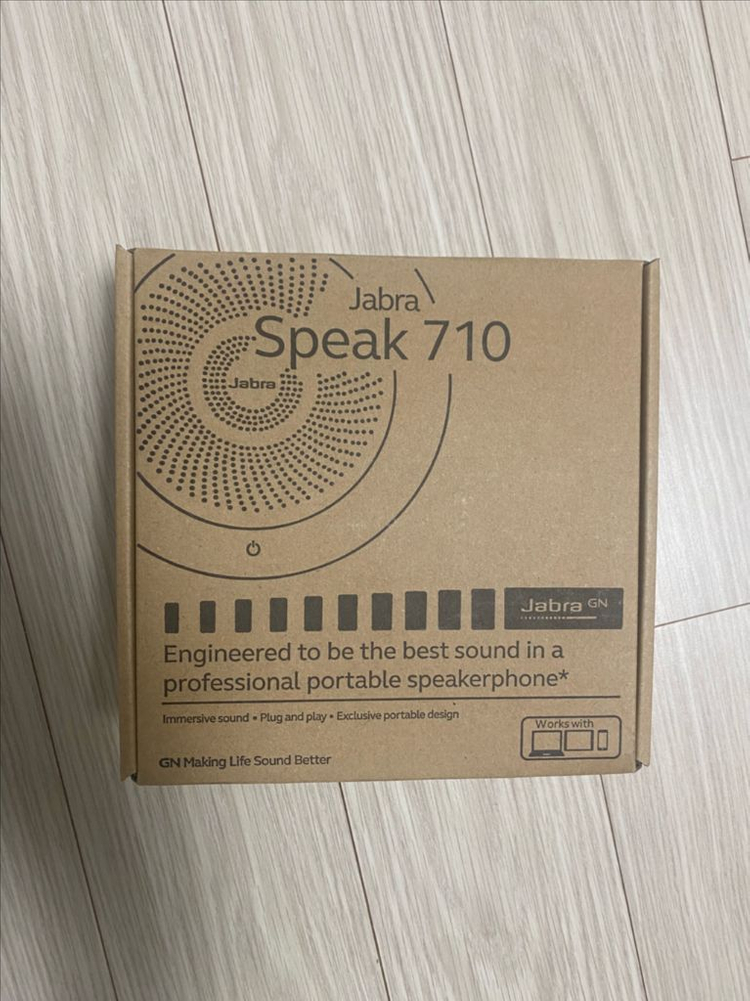 Jabra
Speak 710
Jabra
Jabra GN
Engineered to be the best sound in a
professional portable speakerphone*
Immersive sound • Plug and play • Exclusive portable design
Works with
GN Making Life Sound Better